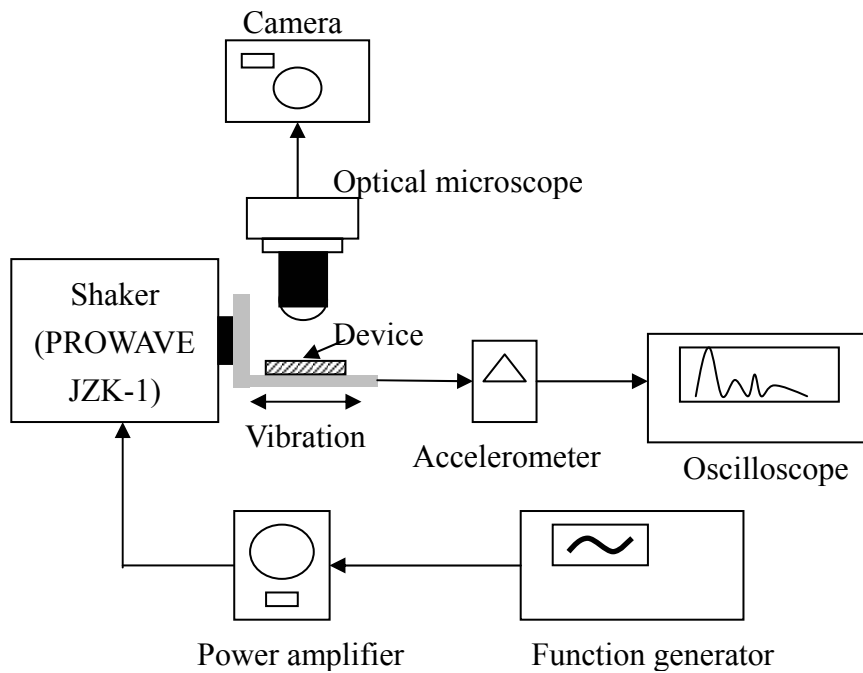 Camera
Optical microscope
Shaker
(PROWAVE
JZK-1)
Device
Vibration
Accelerometer
Oscilloscope
Power amplifier
Function generator